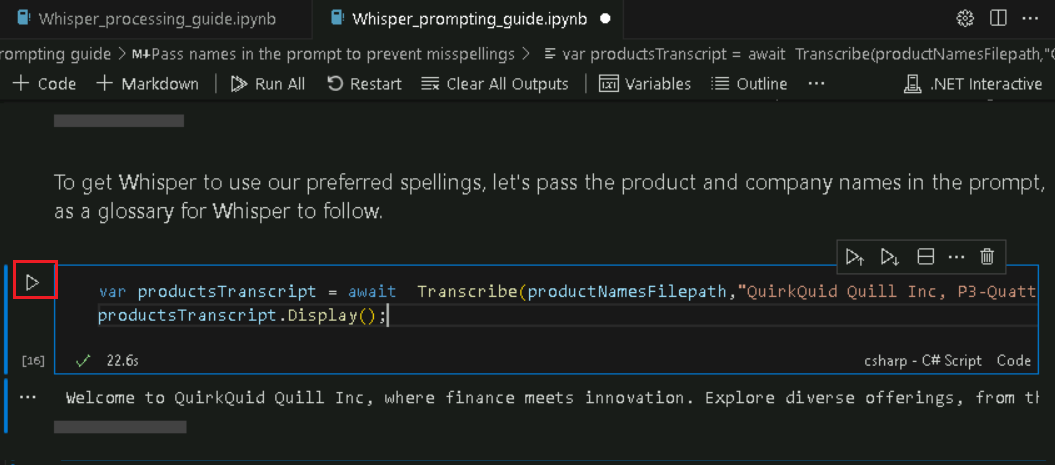 Whisper_processing_guide.ipynb Whisper_prompting_guide.ipynb
rompting guide > M↓Pass names in the prompt to prevent misspellings > var productsTranscript = await Transcribe(productNamesFilepath,"
+ Code + Markdown Run All Restart Clear All Outputs Variables Outline ··· .NET Interactive
To get Whisper to use our preferred spellings, let's pass the product and company names in the prompt,
as a glossary for Whisper to follow.
var productsTranscript = await Transcribe(productNamesFilepath,"QuirkQuid Quill Inc, P3-Quatt
productsTranscript.Display();
[16] 22.6s csharp - C# Script Code
··· Welcome to QuirkQuid Quill Inc, where finance meets innovation. Explore diverse offerings, from th